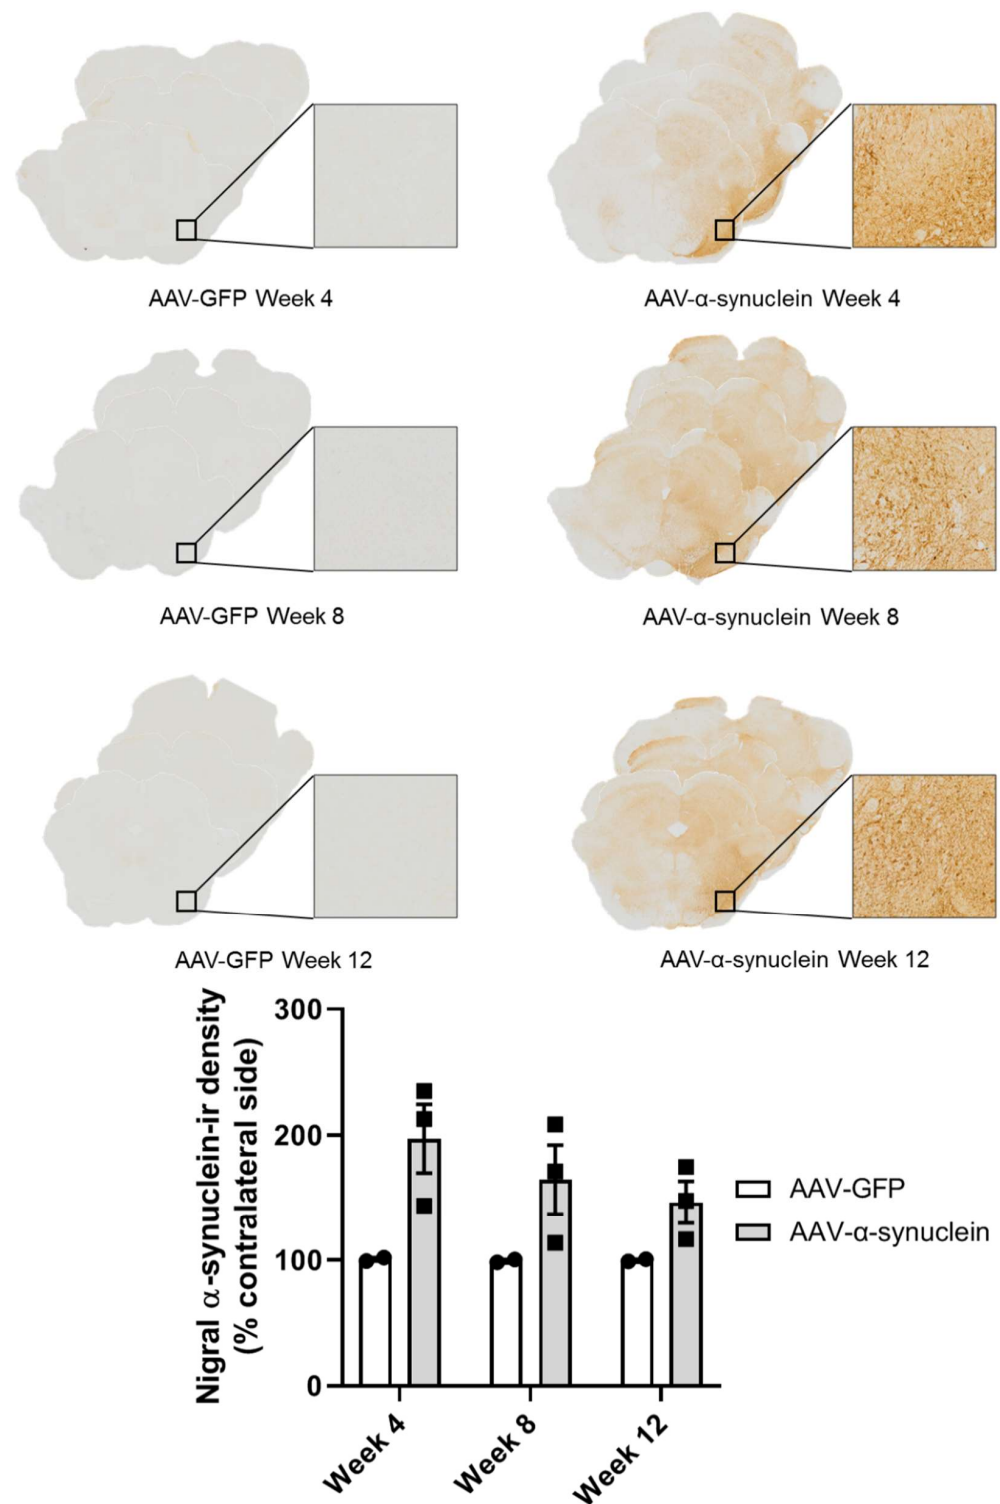 AAV-GFP Week 4
AAV-α-synuclein Week 4
AAV-GFP Week 8
AAV-α-synuclein Week 8
AAV-GFP Week 12
AAV-α-synuclein Week 12
Nigral α-synuclein-ir density
(% contralateral side)
300
200
100
0
Week 4
Week 8
Week 12
AAV-GFP
AAV-α-synuclein